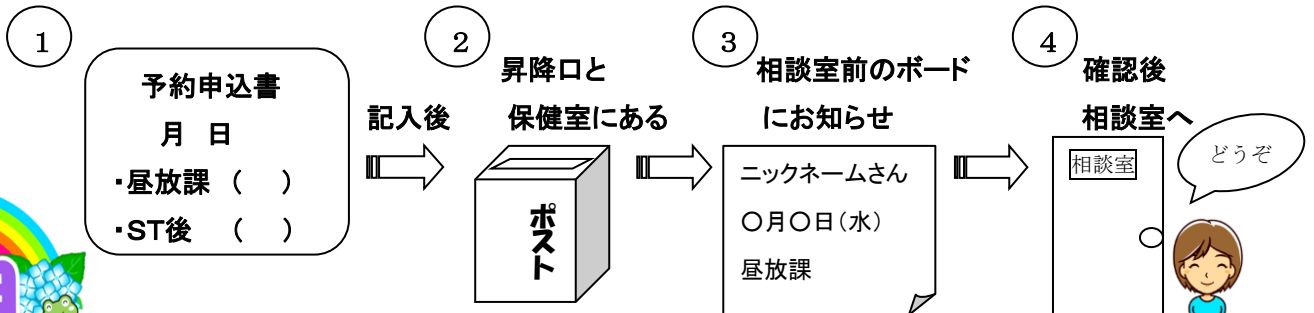 1
予約申込書
月 日
・昼放課 ( )
・ST後 ( )
記入後
2
昇降口と
保健室にある
ポスト
3
相談室前のボード
にお知らせ
ニックネームさん
〇月〇日(水)
昼放課
4
確認後
相談室へ
相談室
どうぞ